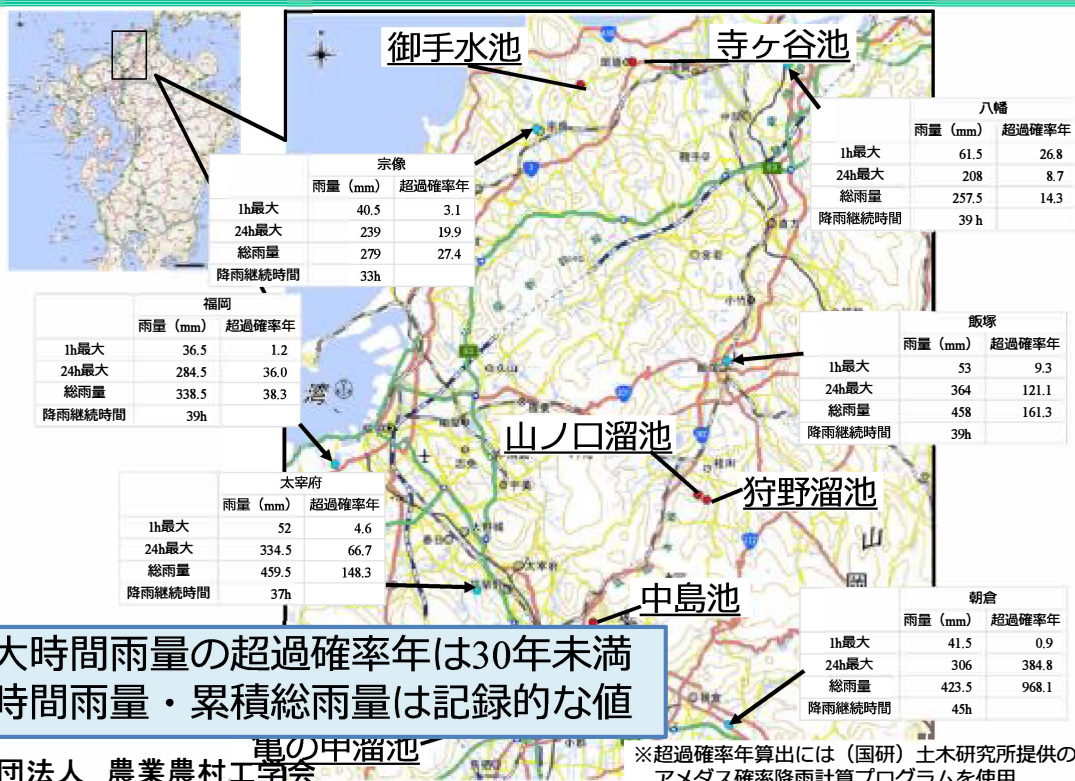 御手水池
寺ヶ谷池
八幡
雨量（mm） 超過確率年
1h最大 61.5 26.8
24h最大 208 8.7
総雨量 257.5 14.3
降雨継続時間 39 h
宗像
雨量（mm） 超過確率年
1h最大 40.5 3.1
24h最大 239 19.9
総雨量 279 27.4
降雨継続時間 33h
福岡
雨量（mm） 超過確率年
1h最大 36.5 1.2
24h最大 284.5 36.0
総雨量 338.5 38.3
降雨継続時間 39h
飯塚
雨量（mm） 超過確率年
1h最大 53 9.3
24h最大 364 121.1
総雨量 458 161.3
降雨継続時間 39h
湾
山ノ口溜池
狩野溜池
太宰府
雨量（mm） 超過確率年
1h最大 52 4.6
24h最大 334.5 66.7
総雨量 459.5 148.3
降雨継続時間 37h
山
中島池
朝倉
雨量（mm） 超過確率年
1h最大 41.5 0.9
24h最大 306 384.8
総雨量 423.5 968.1
降雨継続時間 45h
大時間雨量の超過確率年は30年未満
時間雨量・累積総雨量は記録的な値
亀の甲溜池
団法人 農業農村工学会
※超過確率年算出には（国研）土木研究所提供の
アメダス確率降雨計算プログラムを使用